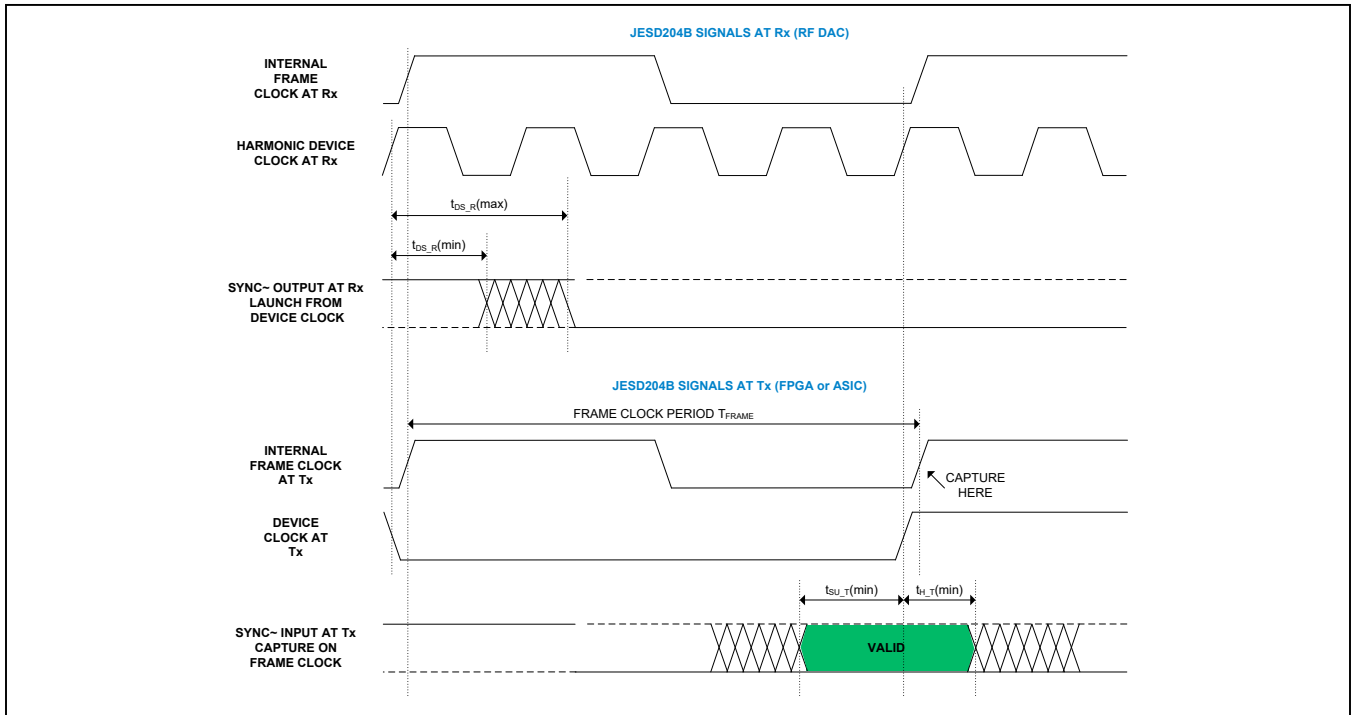 JESD204B SIGNALS AT Rx (RF DAC)
INTERNAL
FRAME
CLOCK AT Rx
HARMONIC DEVICE
CLOCK AT Rx
tDS_R(max)
tDS_R(min)
SYNC~ OUTPUT AT Rx
LAUNCH FROM
DEVICE CLOCK
JESD204B SIGNALS AT Tx (FPGA or ASIC)
FRAME CLOCK PERIOD TFRAME
INTERNAL
FRAME CLOCK
AT Tx
CAPTURE
HERE
DEVICE
CLOCK AT
Tx
tSU_T(min)
tH_T(min)
SYNC~ INPUT AT Tx
CAPTURE ON
FRAME CLOCK
VALID